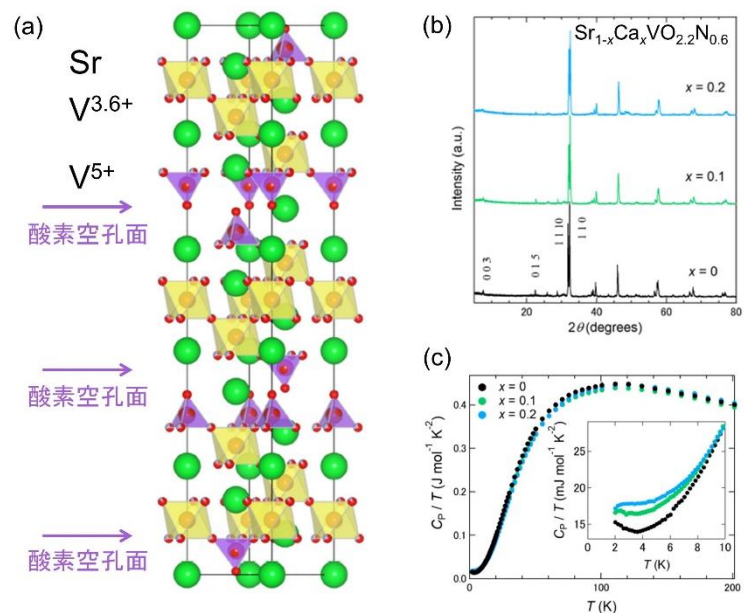 (a)
Sr
V3.6+
V5+
酸素空孔面
酸素空孔面
酸素空孔面
(b)
Sr1-xCaxVO2.2N0.6
x = 0.2
x = 0.1
x = 0
0 0 3
0 1 5
1 1 10
1 1 0
Intensity (a.u.)
0 20 40 60 80
2θ (degrees)
(c)
x = 0
x = 0.1
x = 0.2
CP / T (J mol-1 K-2)
0.4
0.3
0.2
0.1
0.0
0 100 200
T (K)
CP / T (mJ mol-1 K-2)
25
20
15
0 2 4 6 8 10
T (K)